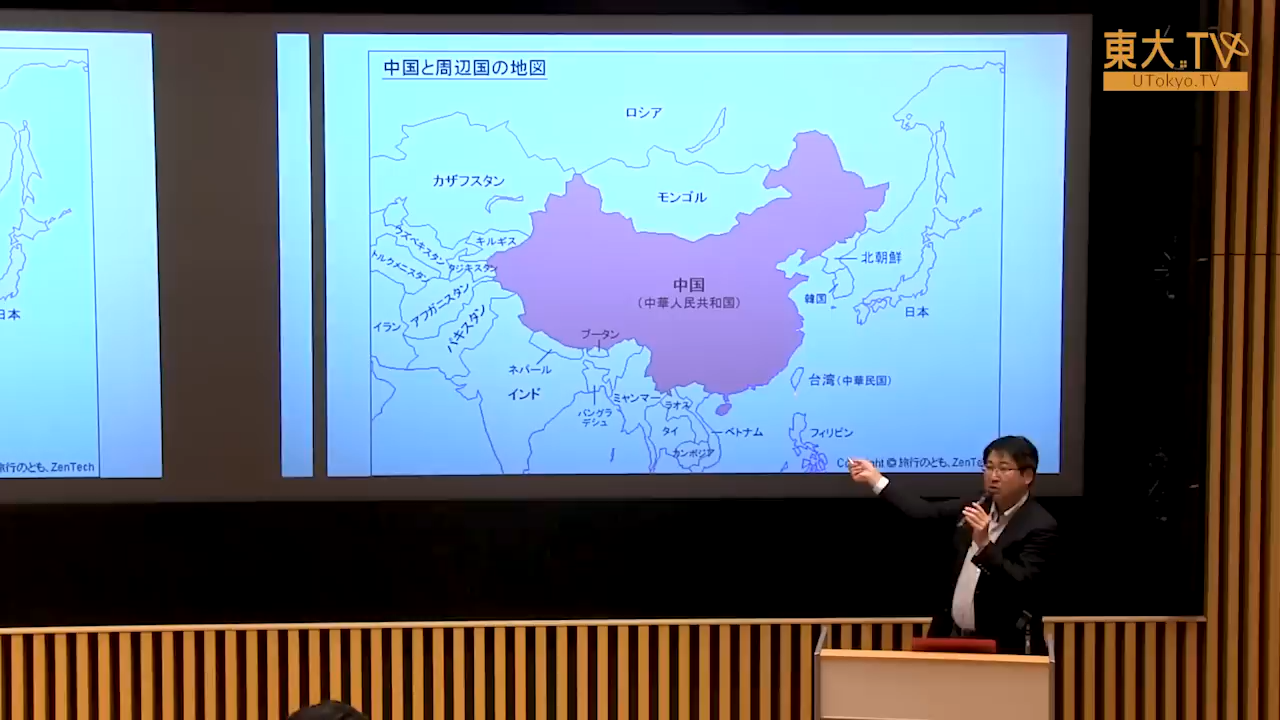 東大TV
UTokyo.TV
中国と周辺国の地図
ロシア
カザフスタン
モンゴル
ウズベキスタン
キルギス
トルクメニスタン
タジキスタン
北朝鮮
中国
(中華人民共和国)
韓国
アフガニスタン
日本
日本
イラン
パキスタン
ブータン
ネパール
台湾(中華民国)
インド
ミャンマー
ラオス
バングラ
デシュ
タイ
ベトナム
フィリピン
カンボジア
旅行のとも、ZenTech
© 旅行のとも、